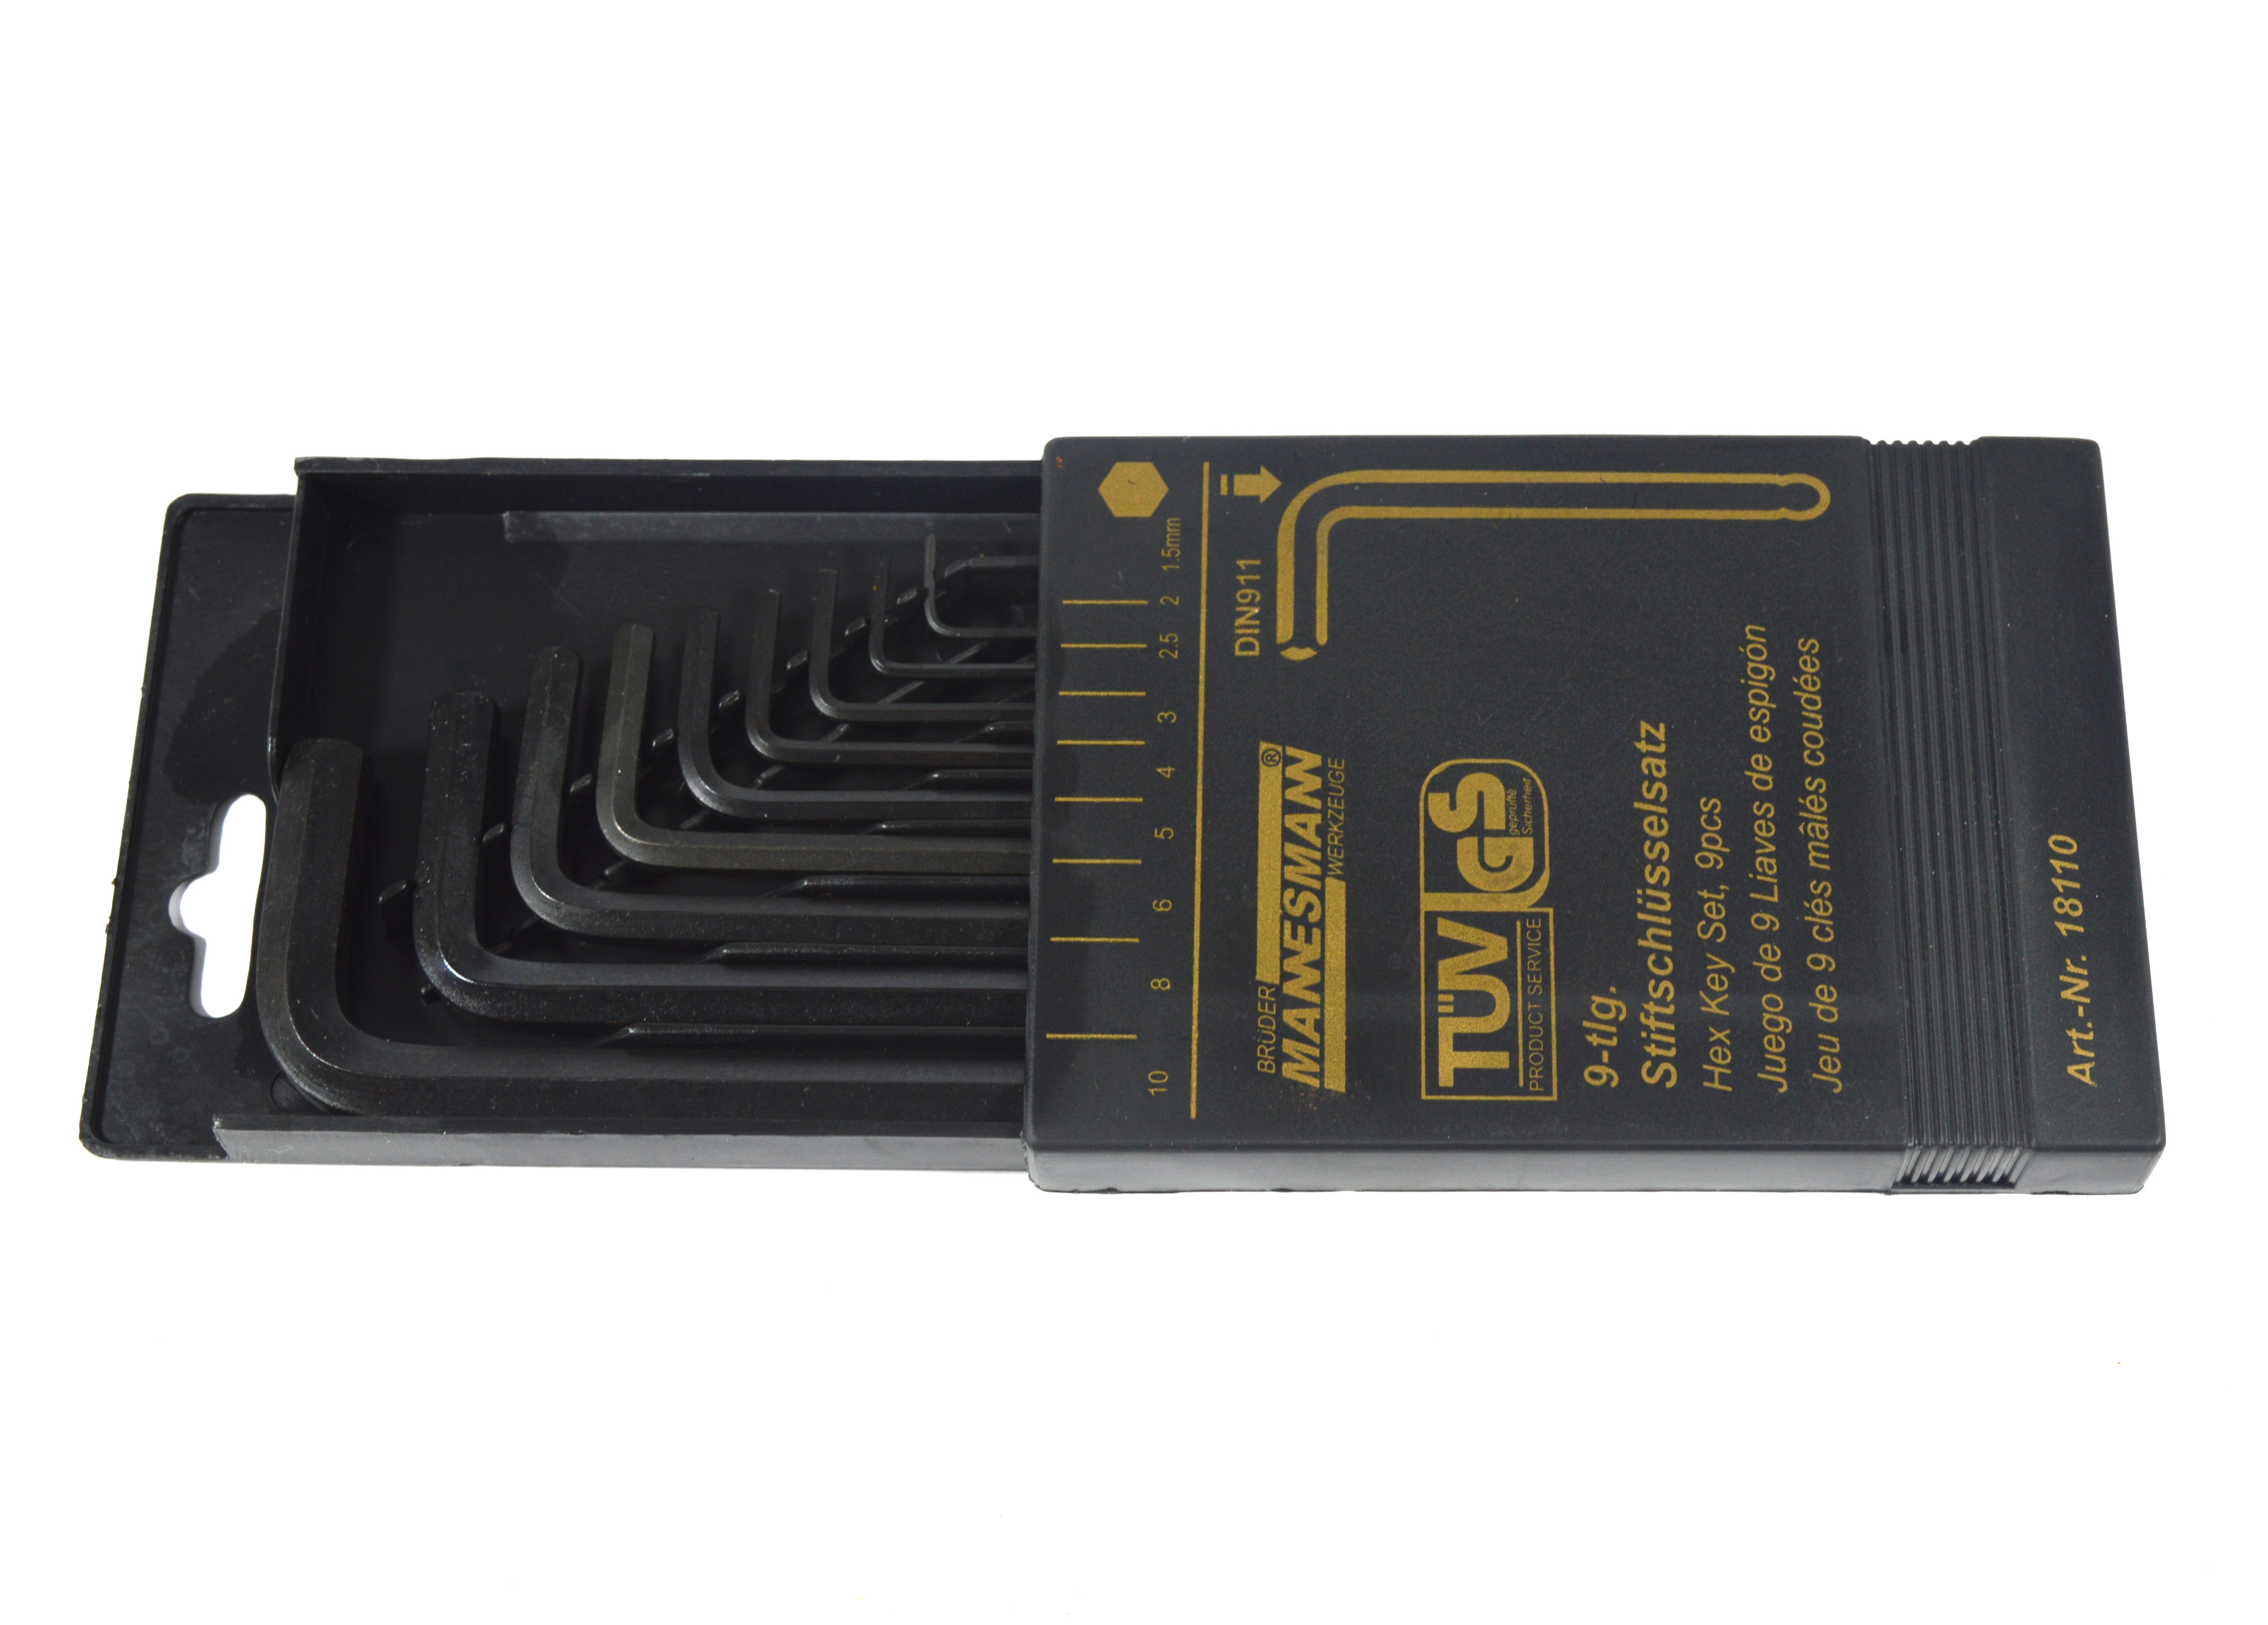 10 8 6 5 4 3 2.5 2 1.5mm
DIN911
BRÜDER
MANNESMANN®
WERKZEUGE
TÜV
PRODUCT SERVICE
GS
geprüfte
Sicherheit
9-tlg.
Stiftschlüsselsatz
Hex Key Set, 9pcs
Juego de 9 Liaves de espigón
Jeu de 9 clés mâlés coudées
Art.-Nr. 18110